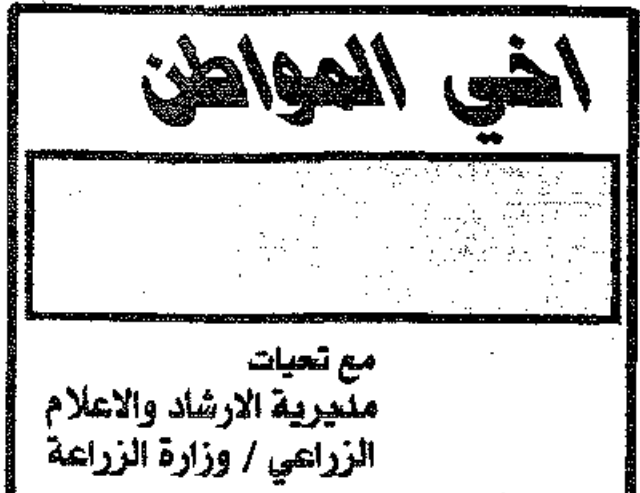 اخي المواطن
مع تحيات
مديرية الارشاد والاعلام
الزراعي / وزارة الزراعة